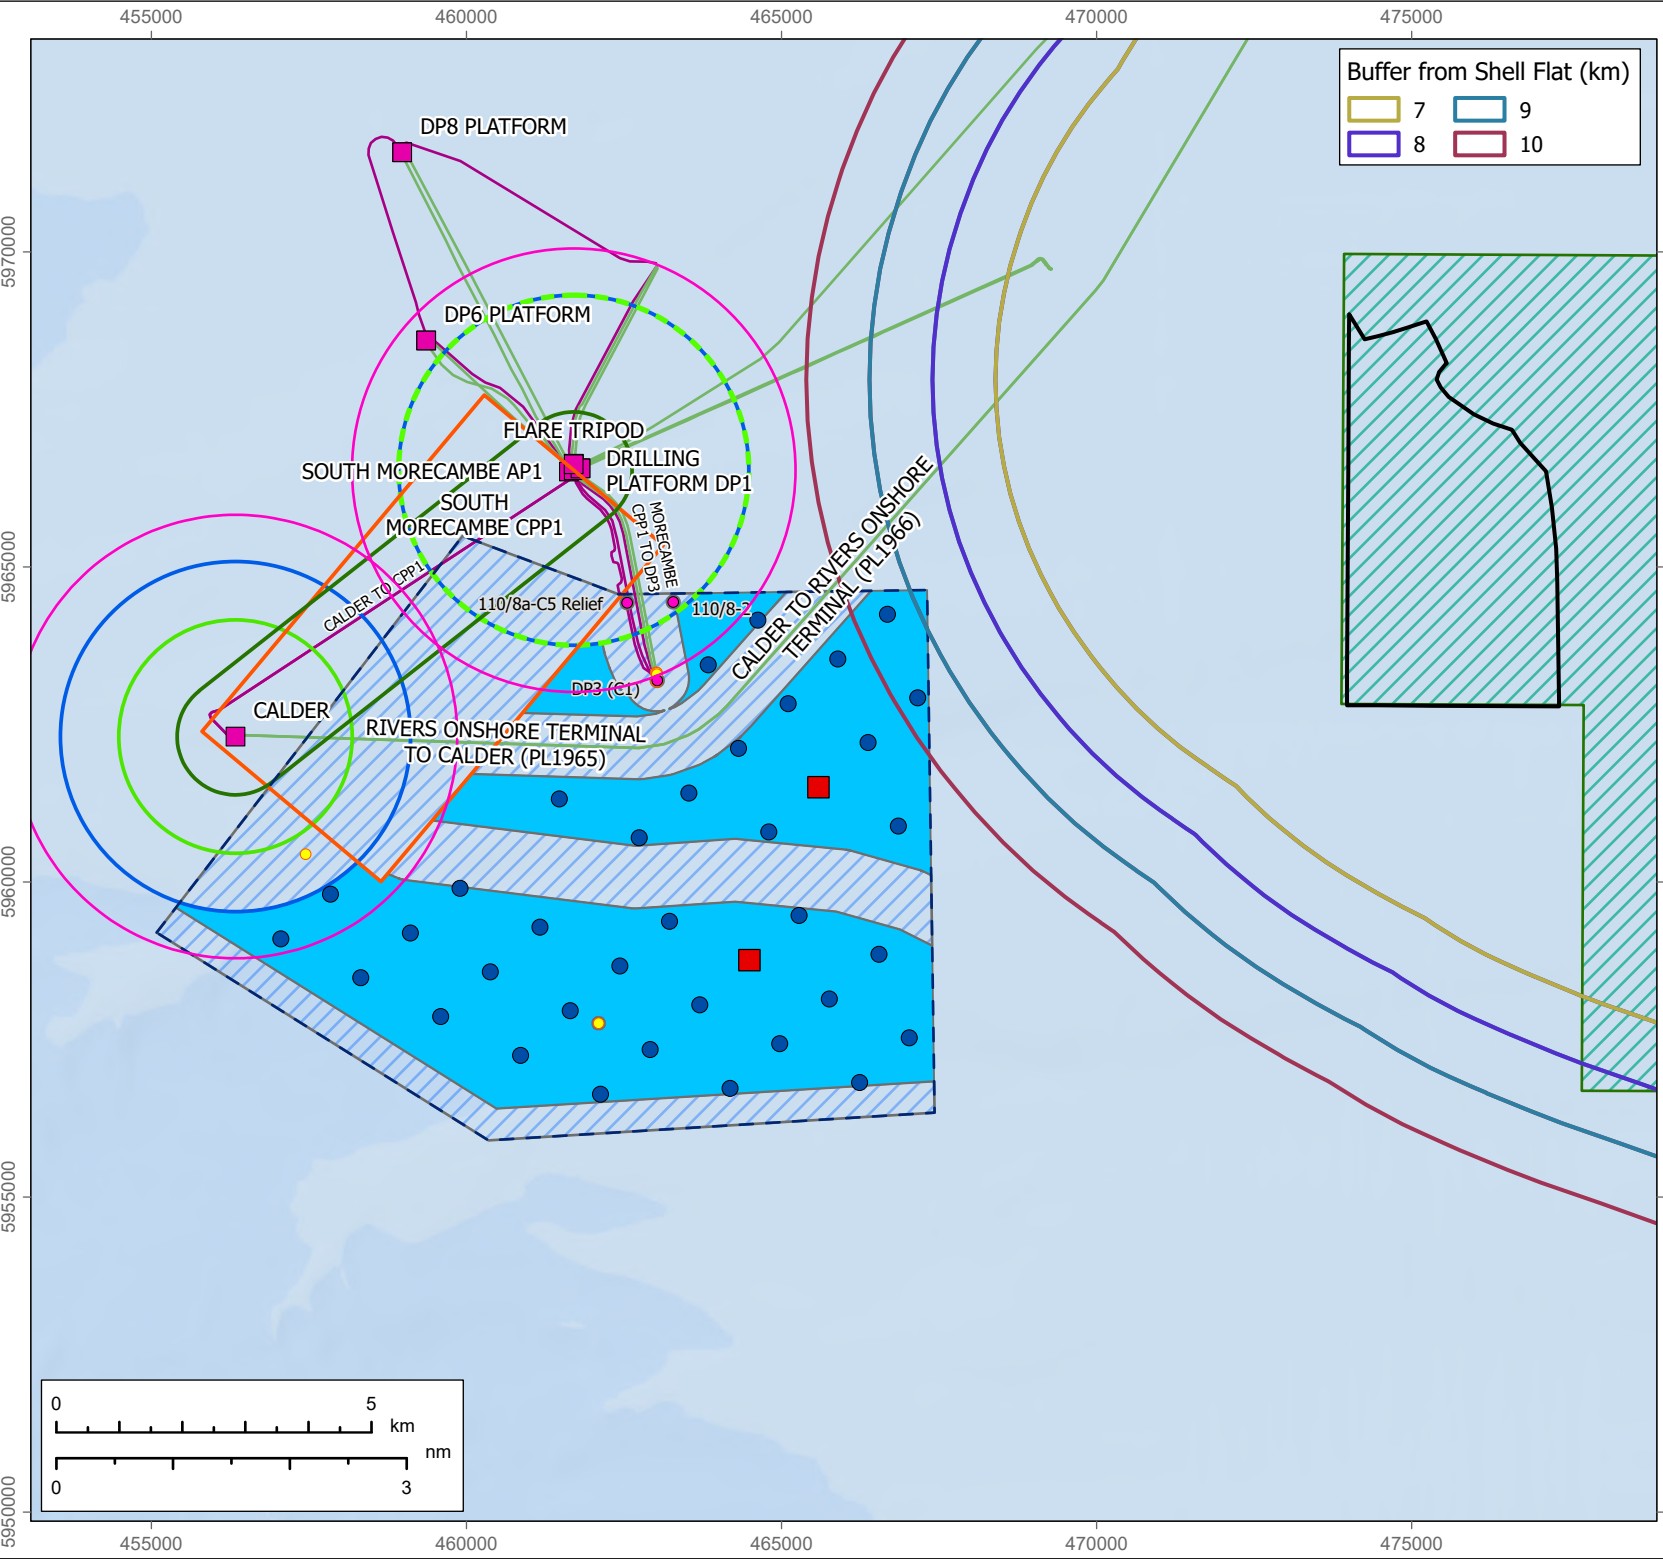 455000
460000
465000
470000
475000
Buffer from Shell Flat (km)
7
9
8
10
DP8 PLATFORM
5970000
DP6 PLATFORM
FLARE TRIPOD
SOUTH MORECAMBE AP1
DRILLING
PLATFORM DP1
SOUTH
MORECAMBE CPP1
MORECAMBE
CPP1 TO DP3
5965000
CALDER TO CPP1
110/8a-C5 Relief
110/8-2
CALDER TO RIVERS ONSHORE
TERMINAL (PL1966)
DP3 (C1)
CALDER
RIVERS ONSHORE TERMINAL
TO CALDER (PL1965)
5960000
5955000
0
5
km
nm
0
3
5950000
455000
460000
465000
470000
475000